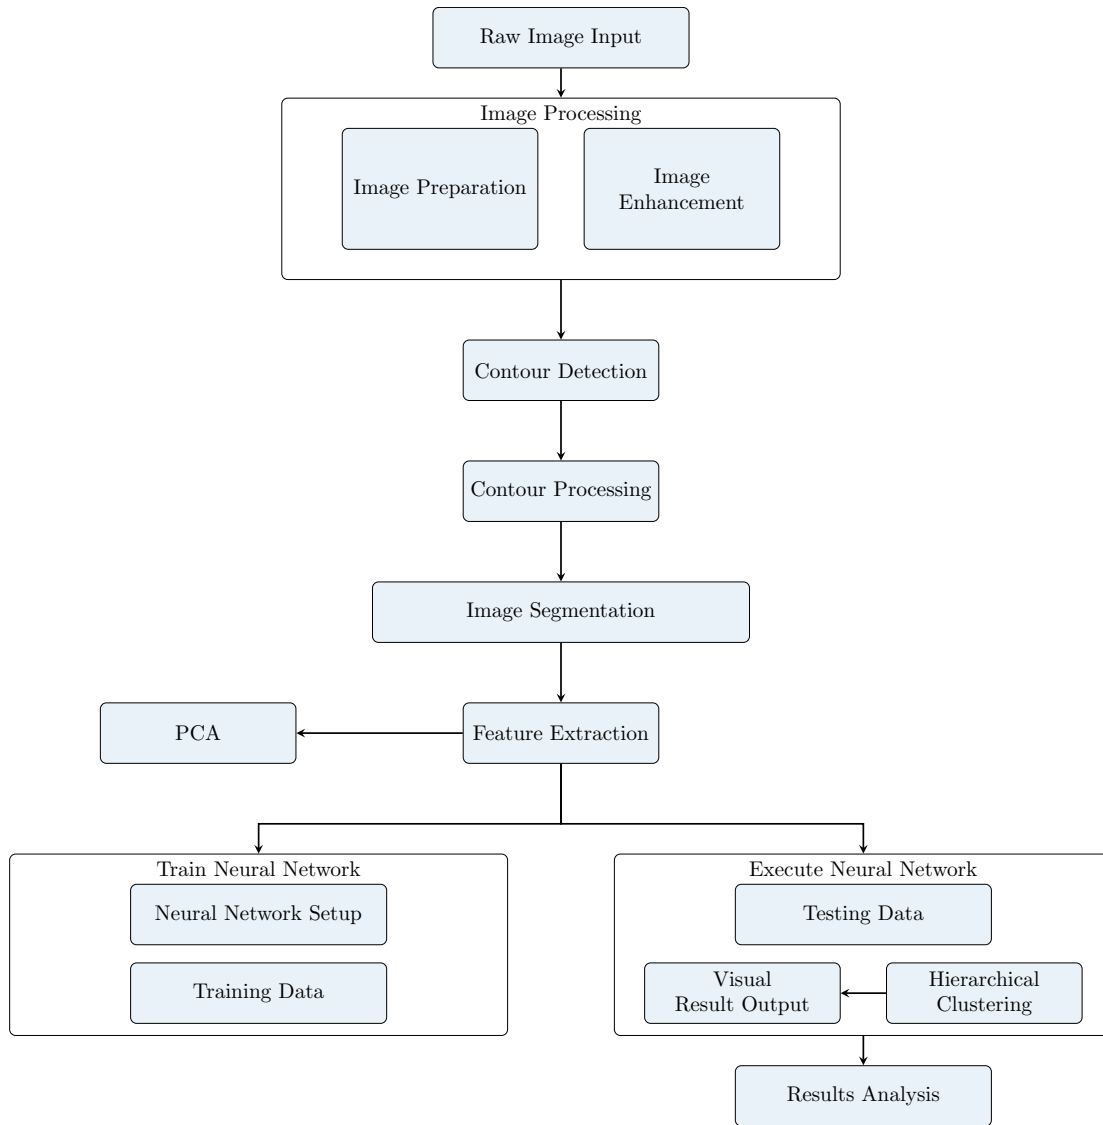 Raw Image Input
Image Processing
Image Preparation
Image
Enhancement
Contour Detection
Contour Processing
Image Segmentation
PCA
Feature Extraction
Train Neural Network
Neural Network Setup
Training Data
Execute Neural Network
Testing Data
Visual
Result Output
Hierarchical
Clustering
Results Analysis